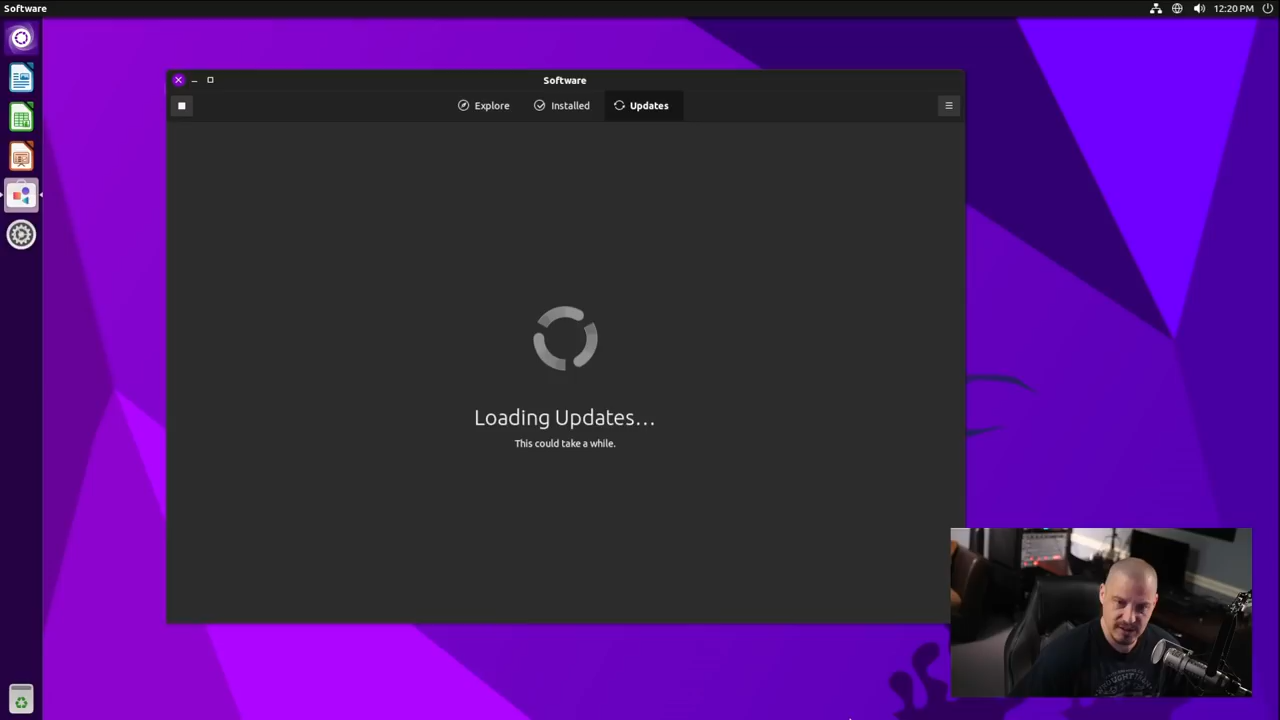 Software
12:20 PM
Software
Explore
Installed
Updates
Loading Updates…
This could take a while.